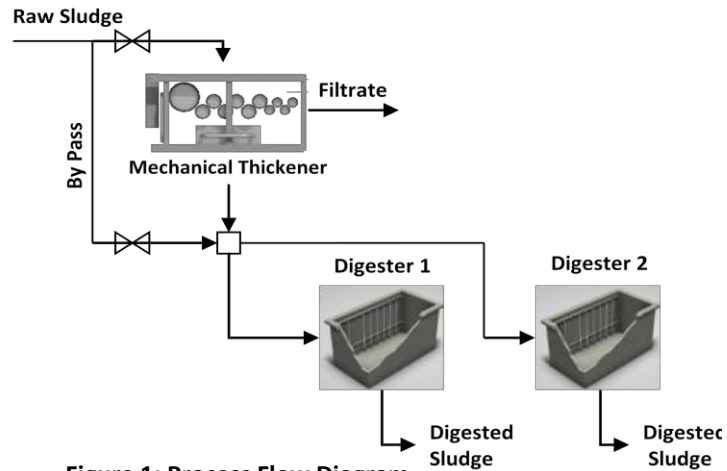 Raw Sludge
Filtrate
By Pass
Mechanical Thickener
Digester 1
Digester 2
Digested
Sludge
Digested
Sludge
Figure 1: Process Flow Diagram